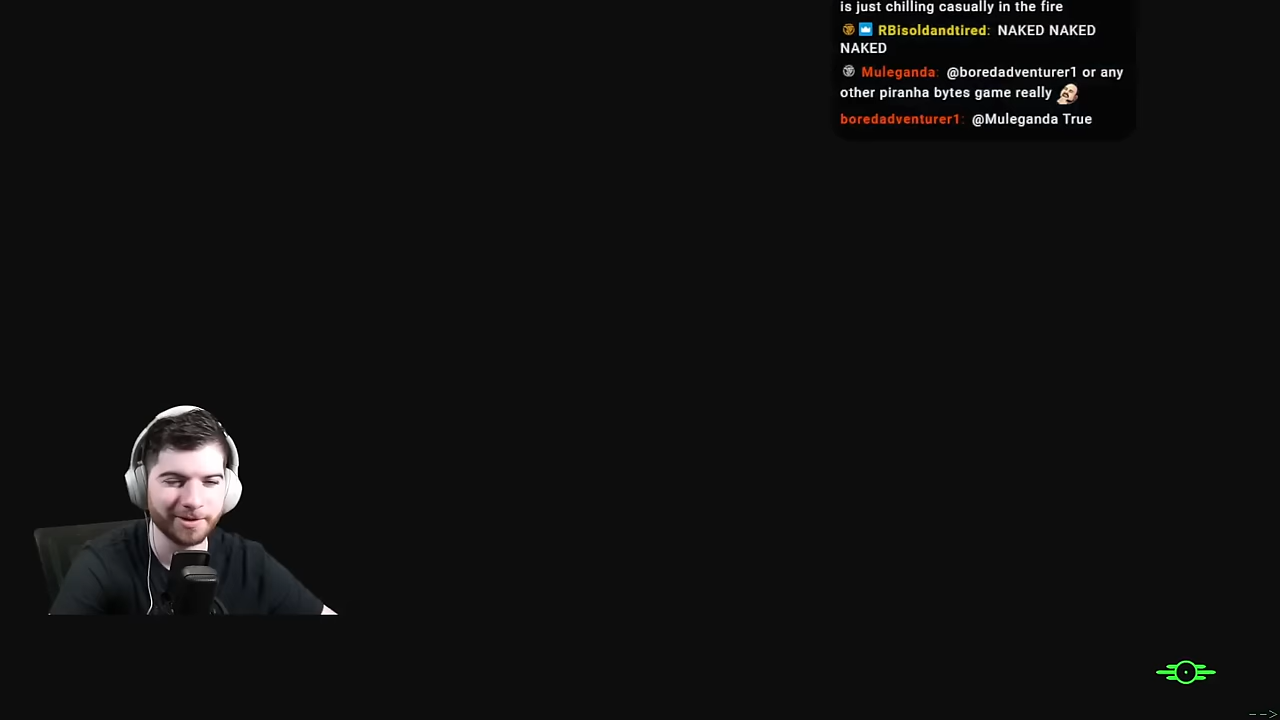 is just chilling casually in the fire
RBisoldandtired: NAKED NAKED
NAKED
Muleganda: @boredadventurer1 or any
other piranha bytes game really
boredadventurer1: @Muleganda True
-->